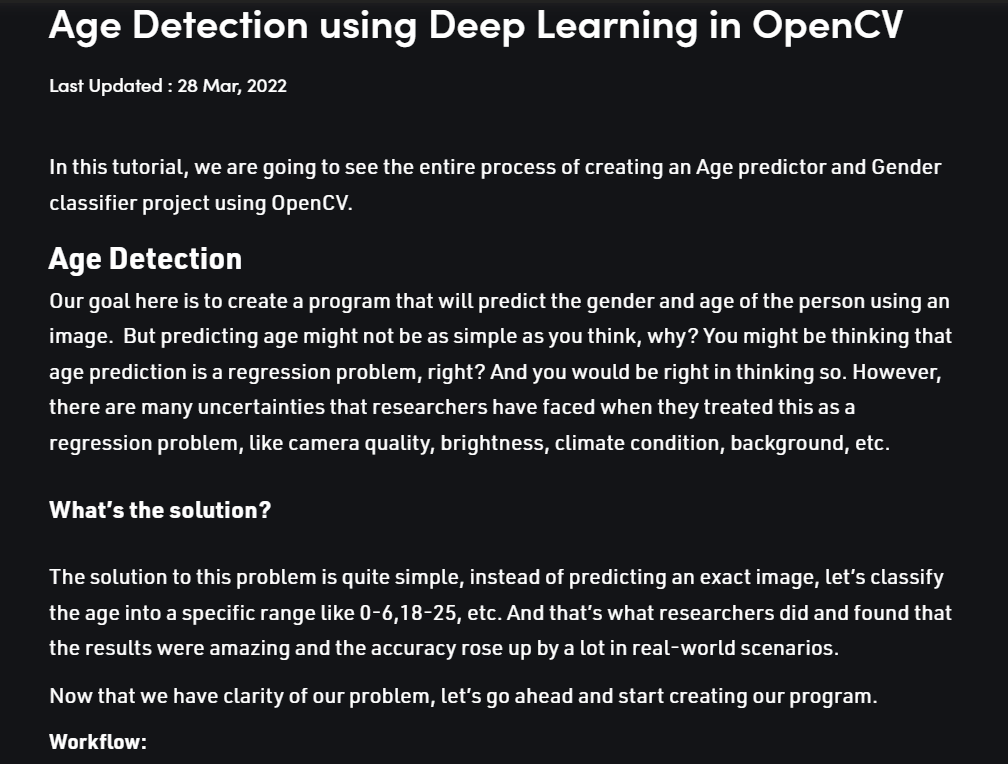 Age Detection using Deep Learning in OpenCV
Last Updated : 28 Mar, 2022
In this tutorial, we are going to see the entire process of creating an Age predictor and Gender
classifier project using OpenCV.
Age Detection
Our goal here is to create a program that will predict the gender and age of the person using an
image.  But predicting age might not be as simple as you think, why? You might be thinking that
age prediction is a regression problem, right? And you would be right in thinking so. However,
there are many uncertainties that researchers have faced when they treated this as a
regression problem, like camera quality, brightness, climate condition, background, etc.
What’s the solution?
The solution to this problem is quite simple, instead of predicting an exact image, let’s classify
the age into a specific range like 0-6,18-25, etc. And that’s what researchers did and found that
the results were amazing and the accuracy rose up by a lot in real-world scenarios.
Now that we have clarity of our problem, let’s go ahead and start creating our program.
Workflow: